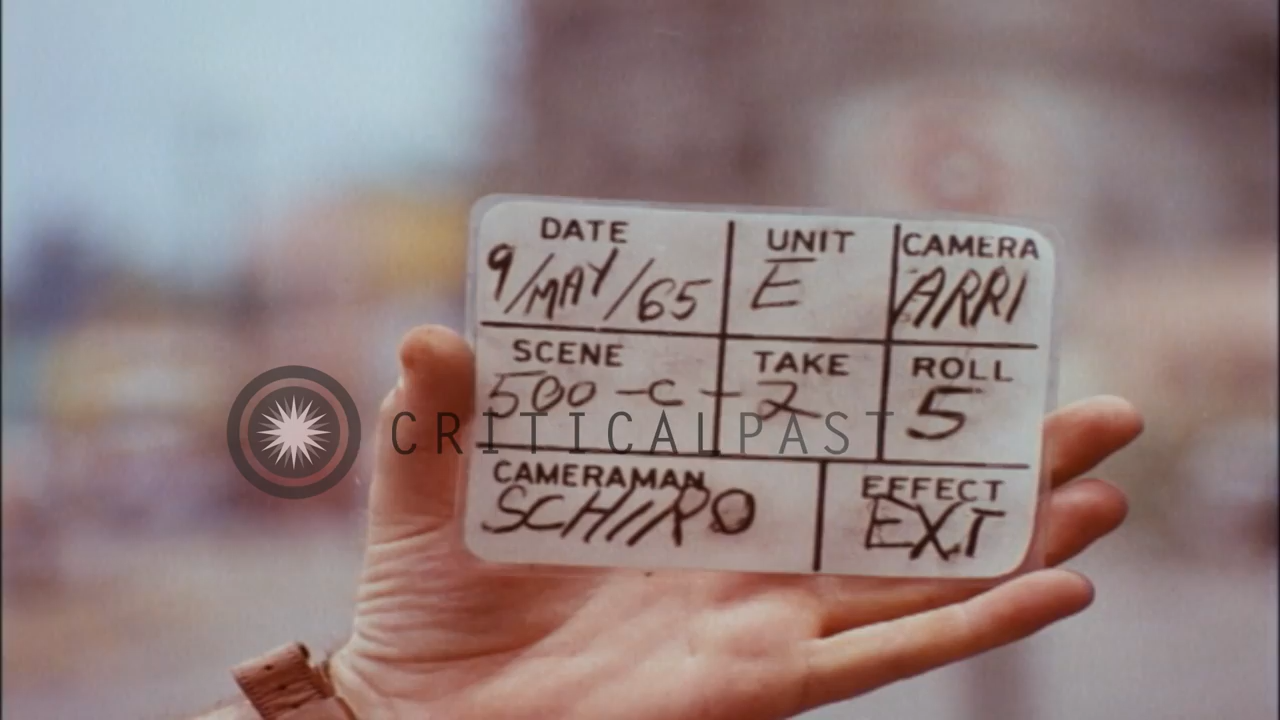 DATE UNIT CAMERA
9/MAY/65 E ARRI
SCENE TAKE ROLL
500-C-2 5
CRITICALPAST
CAMERAMAN EFFECT
SCHIRO EXT